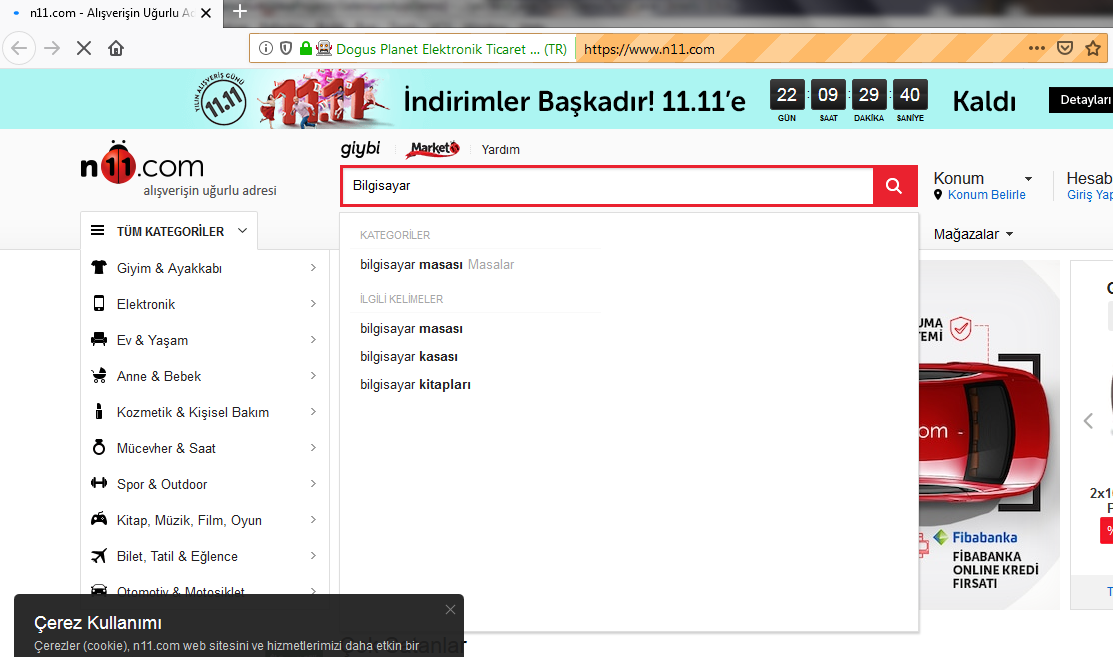 n11.com - Alışverişin Uğurlu Ad
Dogus Planet Elektronik Ticaret ... (TR)
https://www.n11.com
YILIN ALIŞVERİŞ GÜNÜ
11.11
11.11
İndirimler Başkadır! 11.11’e
22 : 09 : 29 : 40
GÜN SAAT DAKİKA SANİYE
Kaldı
Detayları
n11.com
alışverişin uğurlu adresi
giybi
Market11
Yardım
Bilgisayar
Konum
Konum Belirle
Hesab
Giriş Yap
Mağazalar
TÜM KATEGORİLER
Giyim & Ayakkabı
Elektronik
Ev & Yaşam
Anne & Bebek
Kozmetik & Kişisel Bakım
Mücevher & Saat
Spor & Outdoor
Kitap, Müzik, Film, Oyun
Bilet, Tatil & Eğlence
Otomotiv & Motosiklet
KATEGORİLER
bilgisayar masası Masalar
İLGİLİ KELİMELER
bilgisayar masası
bilgisayar kasası
bilgisayar kitapları
UMA
TEMİ
om -
Fibabanka
FİBABANKA
ONLINE KREDİ
FIRSATI
2x1
F
%
T
Çerez Kullanımı
Çerezler (cookie), n11.com web sitesini ve hizmetlerimizi daha etkin bir